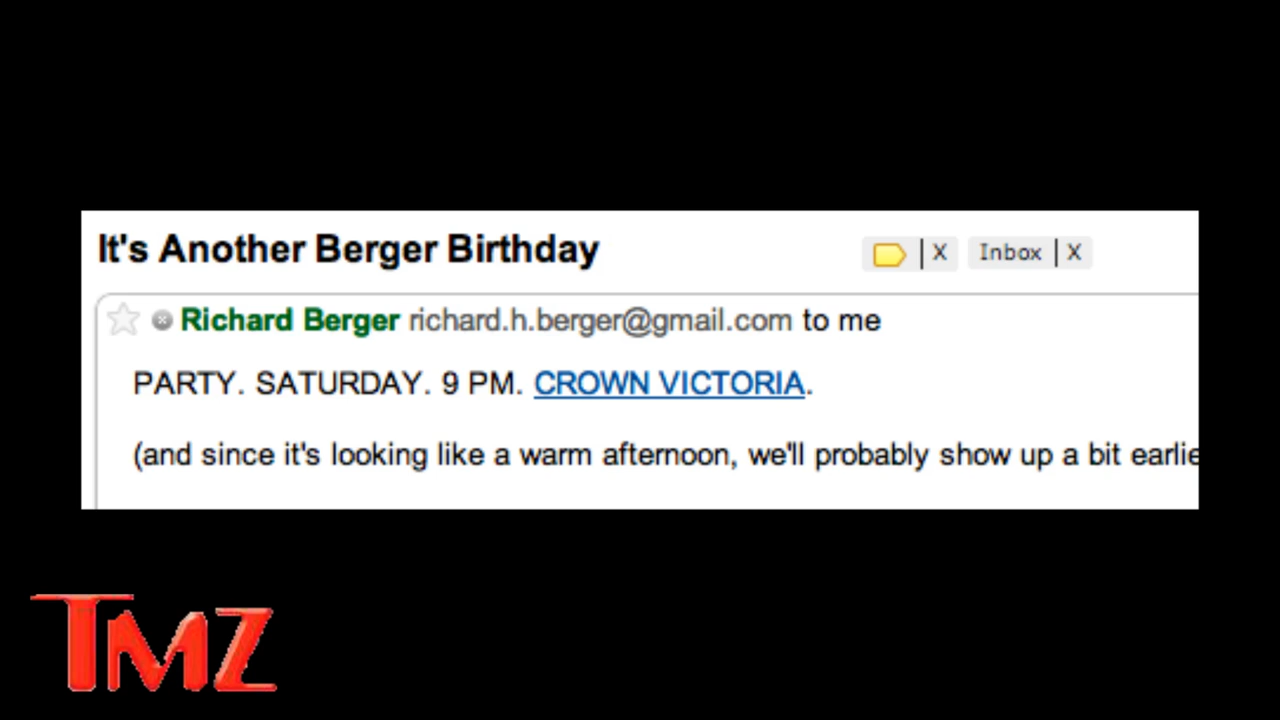 It's Another Berger Birthday
X
Inbox X
Richard Berger richard.h.berger@gmail.com to me
PARTY. SATURDAY. 9 PM. CROWN VICTORIA.
(and since it's looking like a warm afternoon, we'll probably show up a bit earlie
TMZ